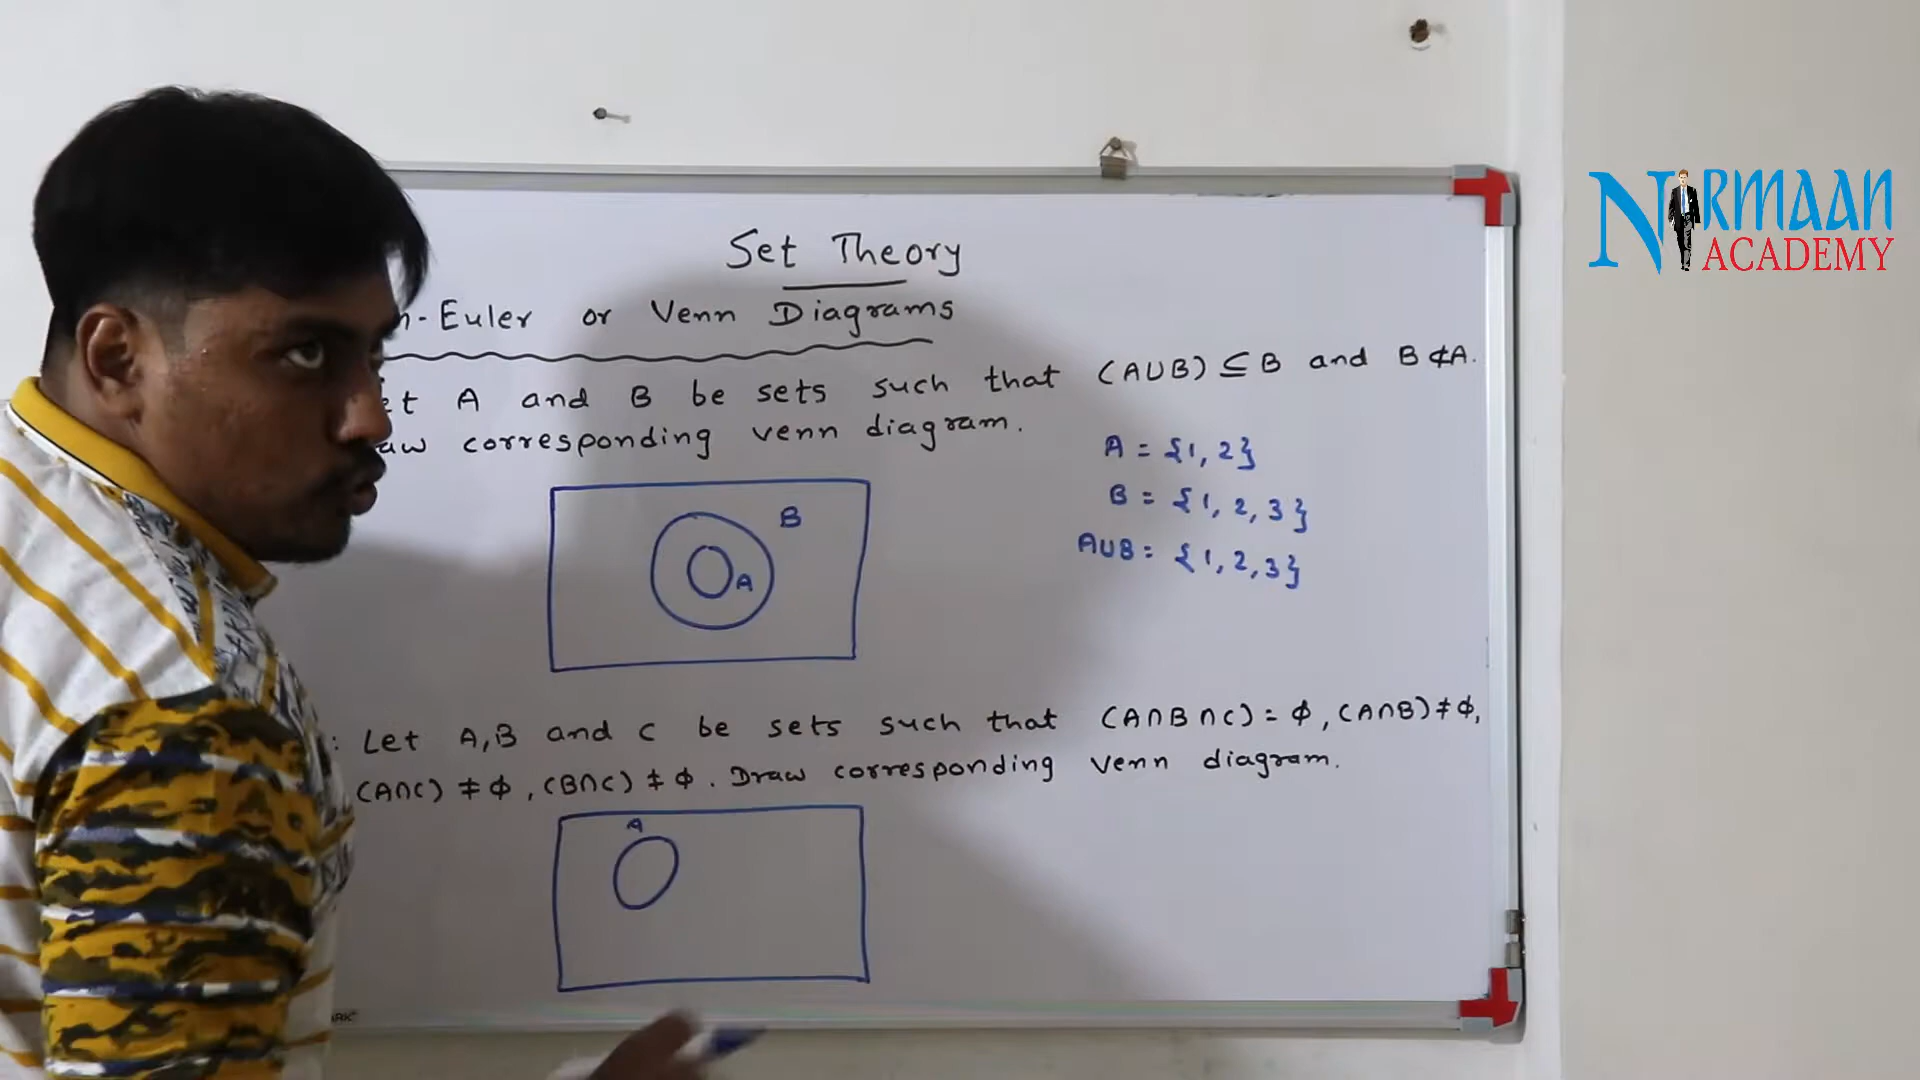 NIRMAAN
ACADEMY
Set Theory
-Euler or Venn Diagrams
A and B be sets such that (A∪B) ⊆ B and B ⊄ A.
corresponding venn diagram.
A = {1, 2}
B = {1, 2, 3}
A∪B = {1, 2, 3}
B
A
: Let A,B and C be sets such that (A∩B∩C) = ϕ, (A∩B) ≠ ϕ,
(A∩C) ≠ ϕ, (B∩C) ≠ ϕ. Draw corresponding venn diagram.
A